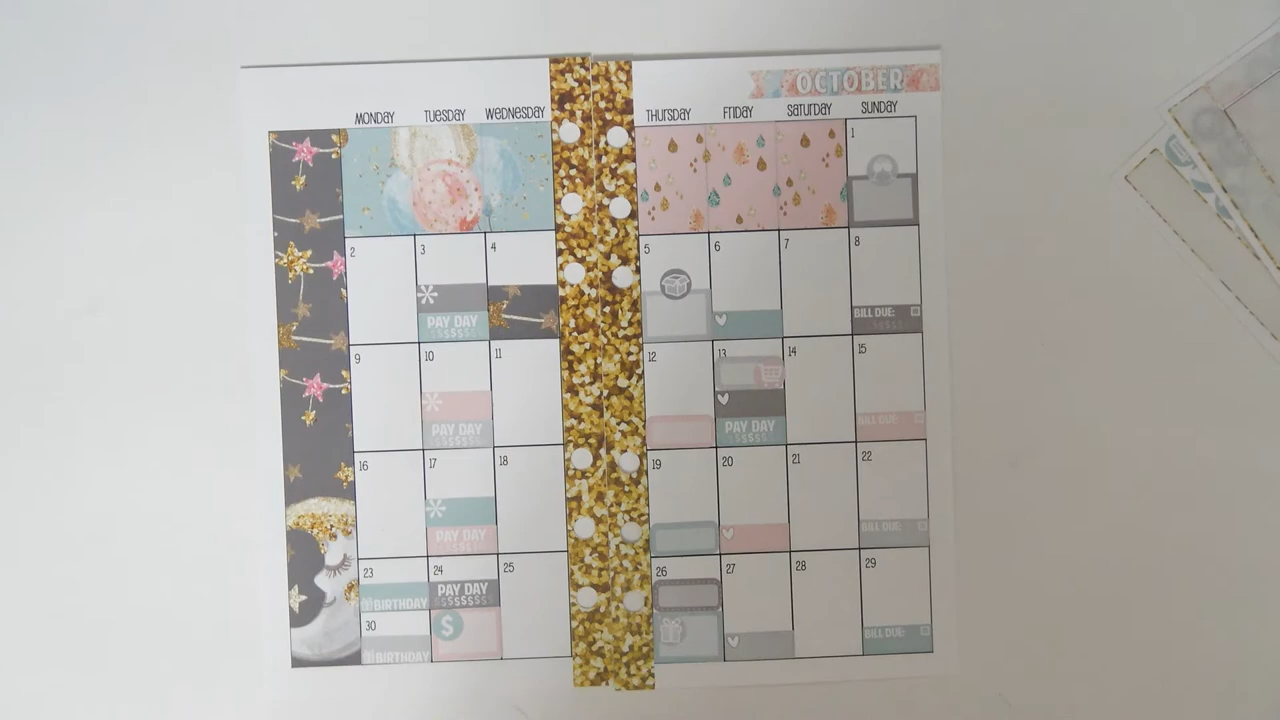 OCTOBER
MONDAY TUESDAY WEDNESDAY THURSDAY FRIDAY SATURDAY SUNDAY
1
2 3 4 5 6 7 8
PAY DAY
$$$$$
BILL DUE:
$$$$$
9 10 11 12 13 14 15
PAY DAY
$$$$$
PAY DAY
$$$$$
BILL DUE:
16 17 18 19 20 21 22
PAY DAY
$$$$$
BILL DUE:
23 24 25 26 27 28 29
BIRTHDAY
PAY DAY
$$$$$
$
BILL DUE:
30
BIRTHDAY